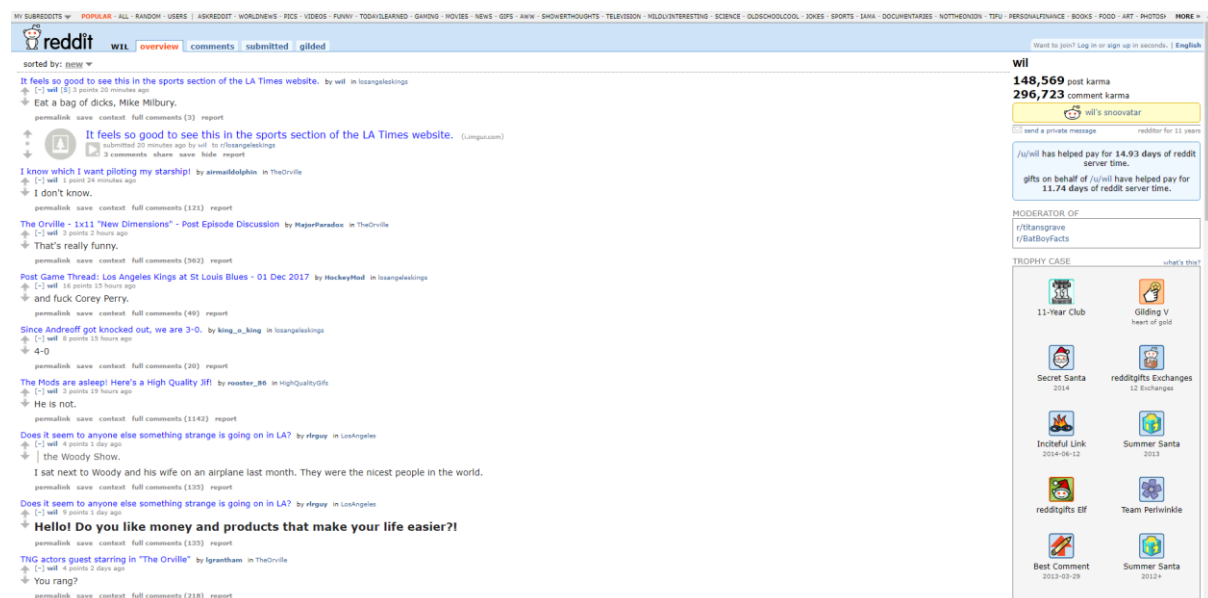 MY SUBREDDITS POPULAR - ALL - RANDOM - USERS | ASKREDDIT - WORLDNEWS - PICS - VIDEOS - FUNNY - TODAYILEARNED - GAMING - MOVIES - NEWS - GIFS - AWW - SHOWERTHOUGHTS - TELEVISION - MILDLYINTERESTING - SCIENCE - OLDSCHOOLCOOL - JOKES - SPORTS - IAMA - DOCUMENTARIES - NOTTHEONION - TIFU - PERSONALFINANCE - BOOKS - FOOD - ART - PHOTOSH MORE »
reddit WIL overview comments submitted gilded
Want to join? Log in or sign up in seconds. | English
sorted by: new
It feels so good to see this in the sports section of the LA Times website. by wil in losangeleskings
[-] wil [S] 3 points 20 minutes ago
Eat a bag of dicks, Mike Milbury.
permalink save context full comments (3) report
It feels so good to see this in the sports section of the LA Times website. (i.imgur.com)
submitted 20 minutes ago by wil to r/losangeleskings
3 comments share save hide report
I know which I want piloting my starship! by airmaildolphin in TheOrville
[-] wil 1 point 24 minutes ago
I don't know.
permalink save context full comments (121) report
The Orville - 1x11 "New Dimensions" - Post Episode Discussion by MajorParadox in TheOrville
[-] wil 3 points 2 hours ago
That's really funny.
permalink save context full comments (562) report
Post Game Thread: Los Angeles Kings at St Louis Blues - 01 Dec 2017 by HockeyMod in losangeleskings
[-] wil 16 points 15 hours ago
and fuck Corey Perry.
permalink save context full comments (49) report
Since Andreoff got knocked out, we are 3-0. by king_o_king in losangeleskings
[-] wil 8 points 15 hours ago
4-0
permalink save context full comments (20) report
The Mods are asleep! Here's a High Quality Jif! by rooster_86 in HighQualityGifs
[-] wil 3 points 19 hours ago
He is not.
permalink save context full comments (1142) report
Does it seem to anyone else something strange is going on in LA? by rlrguy in LosAngeles
[-] wil 4 points 1 day ago
the Woody Show.
I sat next to Woody and his wife on an airplane last month. They were the nicest people in the world.
permalink save context full comments (135) report
Does it seem to anyone else something strange is going on in LA? by rlrguy in LosAngeles
[-] wil 9 points 1 day ago
Hello! Do you like money and products that make your life easier?!
permalink save context full comments (135) report
TNG actors guest starring in "The Orville" by lgrantham in TheOrville
[-] wil 4 points 2 days ago
You rang?
permalink save context full comments (218) report
wil
148,569 post karma
296,723 comment karma
wil's snoovatar
send a private message redditor for 11 years
/u/wil has helped pay for 14.93 days of reddit
server time.
gifts on behalf of /u/wil have helped pay for
11.74 days of reddit server time.
MODERATOR OF
r/titansgrave
r/BatBoyFacts
TROPHY CASE what's this?
11-Year Club Gilding V
heart of gold
Secret Santa redditgifts Exchanges
2014 12 Exchanges
Inciteful Link Summer Santa
2014-06-12 2013
redditgifts Elf Team Periwinkle
Best Comment Summer Santa
2013-03-29 2012+